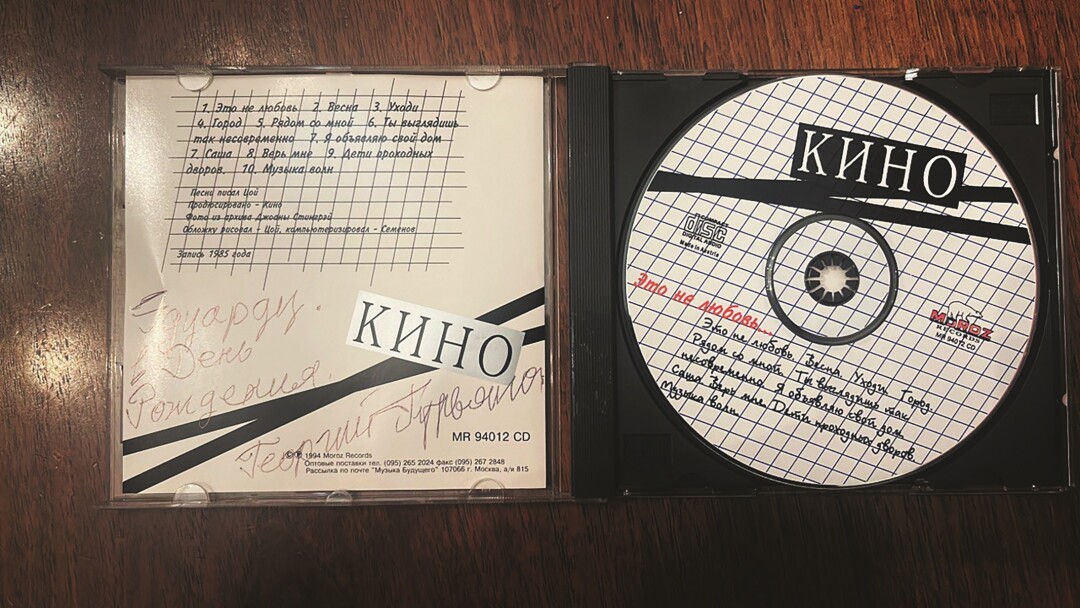 1. Это не любовь 2. Весна 3. Уходи
4. Город 5. Рядом со мной 6. Ты выглядишь
так несовременно 7. Я объявляю свой дом
7. Саша 8. Верь мне 9. Дети проходных
дворов. 10. Музыка волн
Песни писал Цой
Продюсировано - Кино
Фото из архива Джоаны Стингрэй
Обложку рисовал - Цой, компьютеризировал - Семенов
Запись 1985 года
Эдуарду.
В День
Рождения.
Георгий Гурьянов
КИНО
MR 94012 CD
1994 Moroz Records
Оптовые поставки тел. (095) 265 2024 факс (095) 267 2848
Рассылка по почте "Музыка Будущего" 107066 г. Москва, а/я 815
КИНО
COMPACT
disc
DIGITAL AUDIO
Made in Austria
Это не любовь...
MOROZ
RECORDS
MR 94012 CD
Это не любовь. Весна. Уходи. Город.
Рядом со мной. Ты выглядишь так
несовременно. Я объявляю свой дом.
Саша. Верь мне. Дети проходных дворов.
Музыка волн.